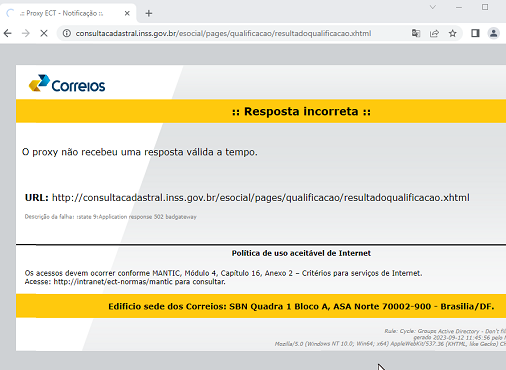 .:: Proxy ECT - Notificação ::.
consultacadastral.inss.gov.br/esocial/pages/qualificacao/resultadoqualificacao.xhtml
Correios
:: Resposta incorreta ::
O proxy não recebeu uma resposta válida a tempo.
URL: http://consultacadastral.inss.gov.br/esocial/pages/qualificacao/resultadoqualificacao.xhtml
Descrição da falha: (state 9:Application response 502 badgateway
Política de uso aceitável de Internet
Os acessos devem ocorrer conforme MANTIC, Módulo 4, Capítulo 16, Anexo 2 – Critérios para serviços de Internet.
Acesse: http://intranet/ect-normas/mantic para consultar.
Edificio sede dos Correios: SBN Quadra 1 Bloco A, ASA Norte 70002-900 - Brasilia/DF.
Rule: Cycle: Groups Active Directory - Don't
gerado 2023-09-12 11:45:56 pelo
Mozilla/5.0 (Windows NT 10.0; Win64; x64) AppleWebKit/537.36 (KHTML, like Gecko)